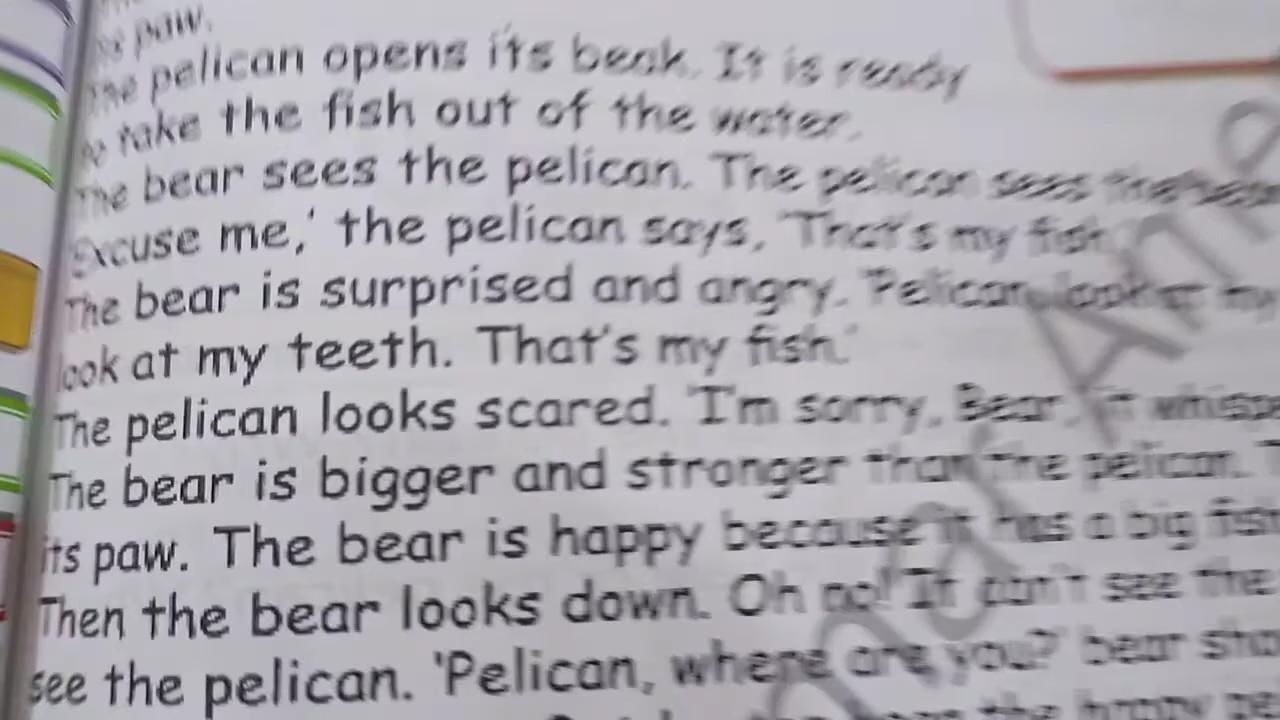 paw.
The pelican opens its beak. It is ready
to take the fish out of the water.
The bear sees the pelican. The pelican sees the bear
'Excuse me,' the pelican says, 'That's my fish
The bear is surprised and angry. 'Pelican, look at my
look at my teeth. That's my fish.'
The pelican looks scared. 'I'm sorry, Bear,' it
The bear is bigger and stronger than the pelican.
its paw. The bear is happy because it has a big fish
Then the bear looks down. Oh no! It can't see the
see the pelican. 'Pelican, where are you?' bear
the happy